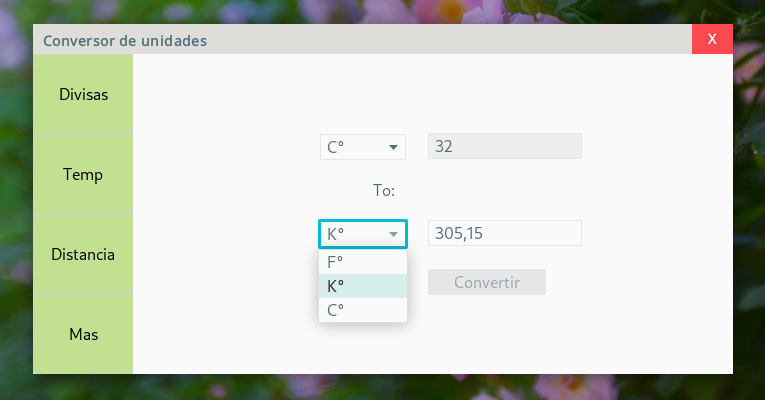 Conversor de unidades
X
Divisas
Temp
Distancia
Mas
C°
32
To:
K°
305,15
F°
K°
C°
Convertir